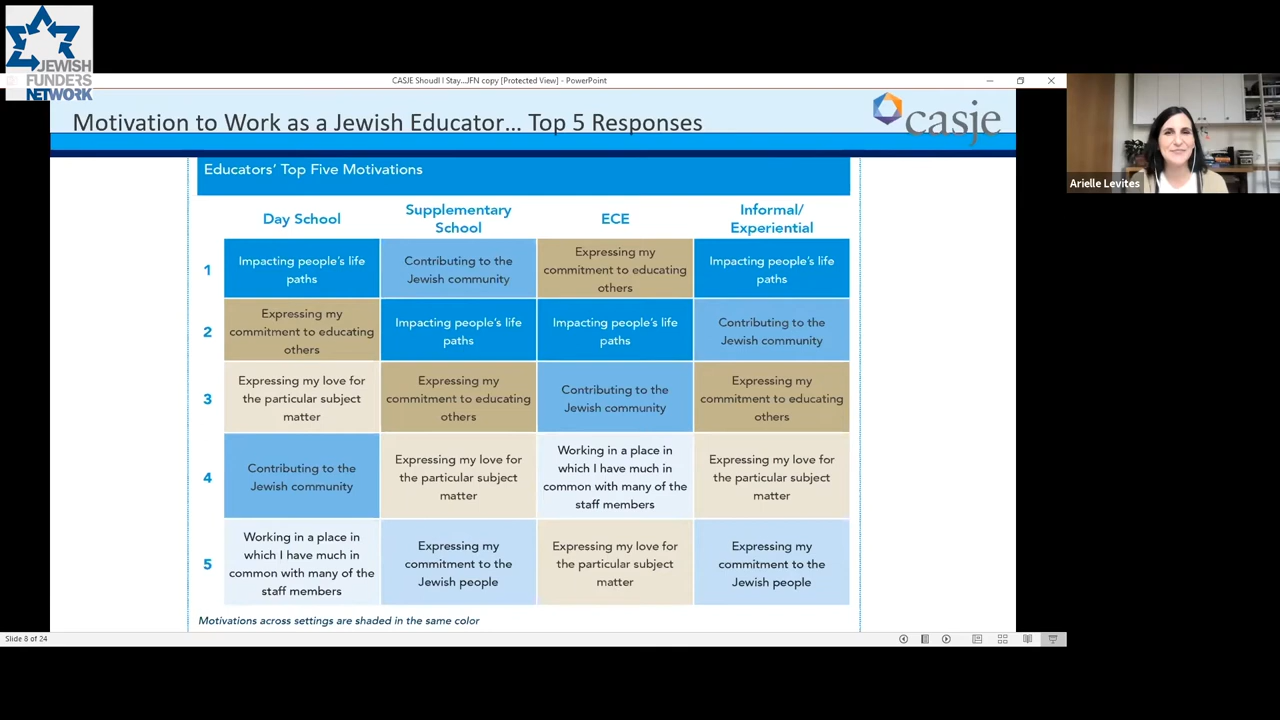 JEWISH
FUNDERS
NETWORK
CASJE Shoudl I Stay...JFN copy [Protected View] - PowerPoint
Motivation to Work as a Jewish Educator... Top 5 Responses
casje
Arielle Levites
Educators' Top Five Motivations
Day School
Supplementary
School
ECE
Informal/
Experiential
1
Impacting people's life
paths
Contributing to the
Jewish community
Expressing my
commitment to educating
others
Impacting people's life
paths
2
Expressing my
commitment to educating
others
Impacting people's life
paths
Impacting people's life
paths
Contributing to the
Jewish community
3
Expressing my love for
the particular subject
matter
Expressing my
commitment to educating
others
Contributing to the
Jewish community
Expressing my
commitment to educating
others
4
Contributing to the
Jewish community
Expressing my love for
the particular subject
matter
Working in a place in
which I have much in
common with many of the
staff members
Expressing my love for
the particular subject
matter
5
Working in a place in
which I have much in
common with many of the
staff members
Expressing my
commitment to the
Jewish people
Expressing my love for
the particular subject
matter
Expressing my
commitment to the
Jewish people
Motivations across settings are shaded in the same color
Slide 8 of 24